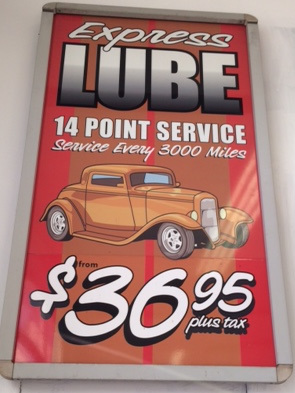 Express
LUBE
14 POINT SERVICE
Service Every 3000 Miles
from
$36.95
plus tax